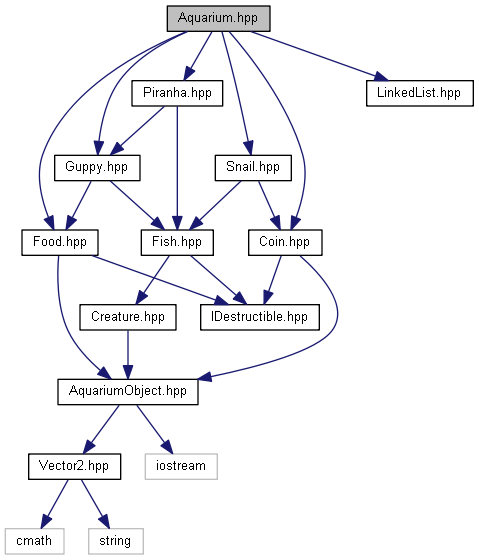 Aquarium.hpp
Piranha.hpp
LinkedList.hpp
Guppy.hpp
Snail.hpp
Food.hpp
Fish.hpp
Coin.hpp
Creature.hpp
IDestructible.hpp
AquariumObject.hpp
Vector2.hpp
iostream
cmath
string